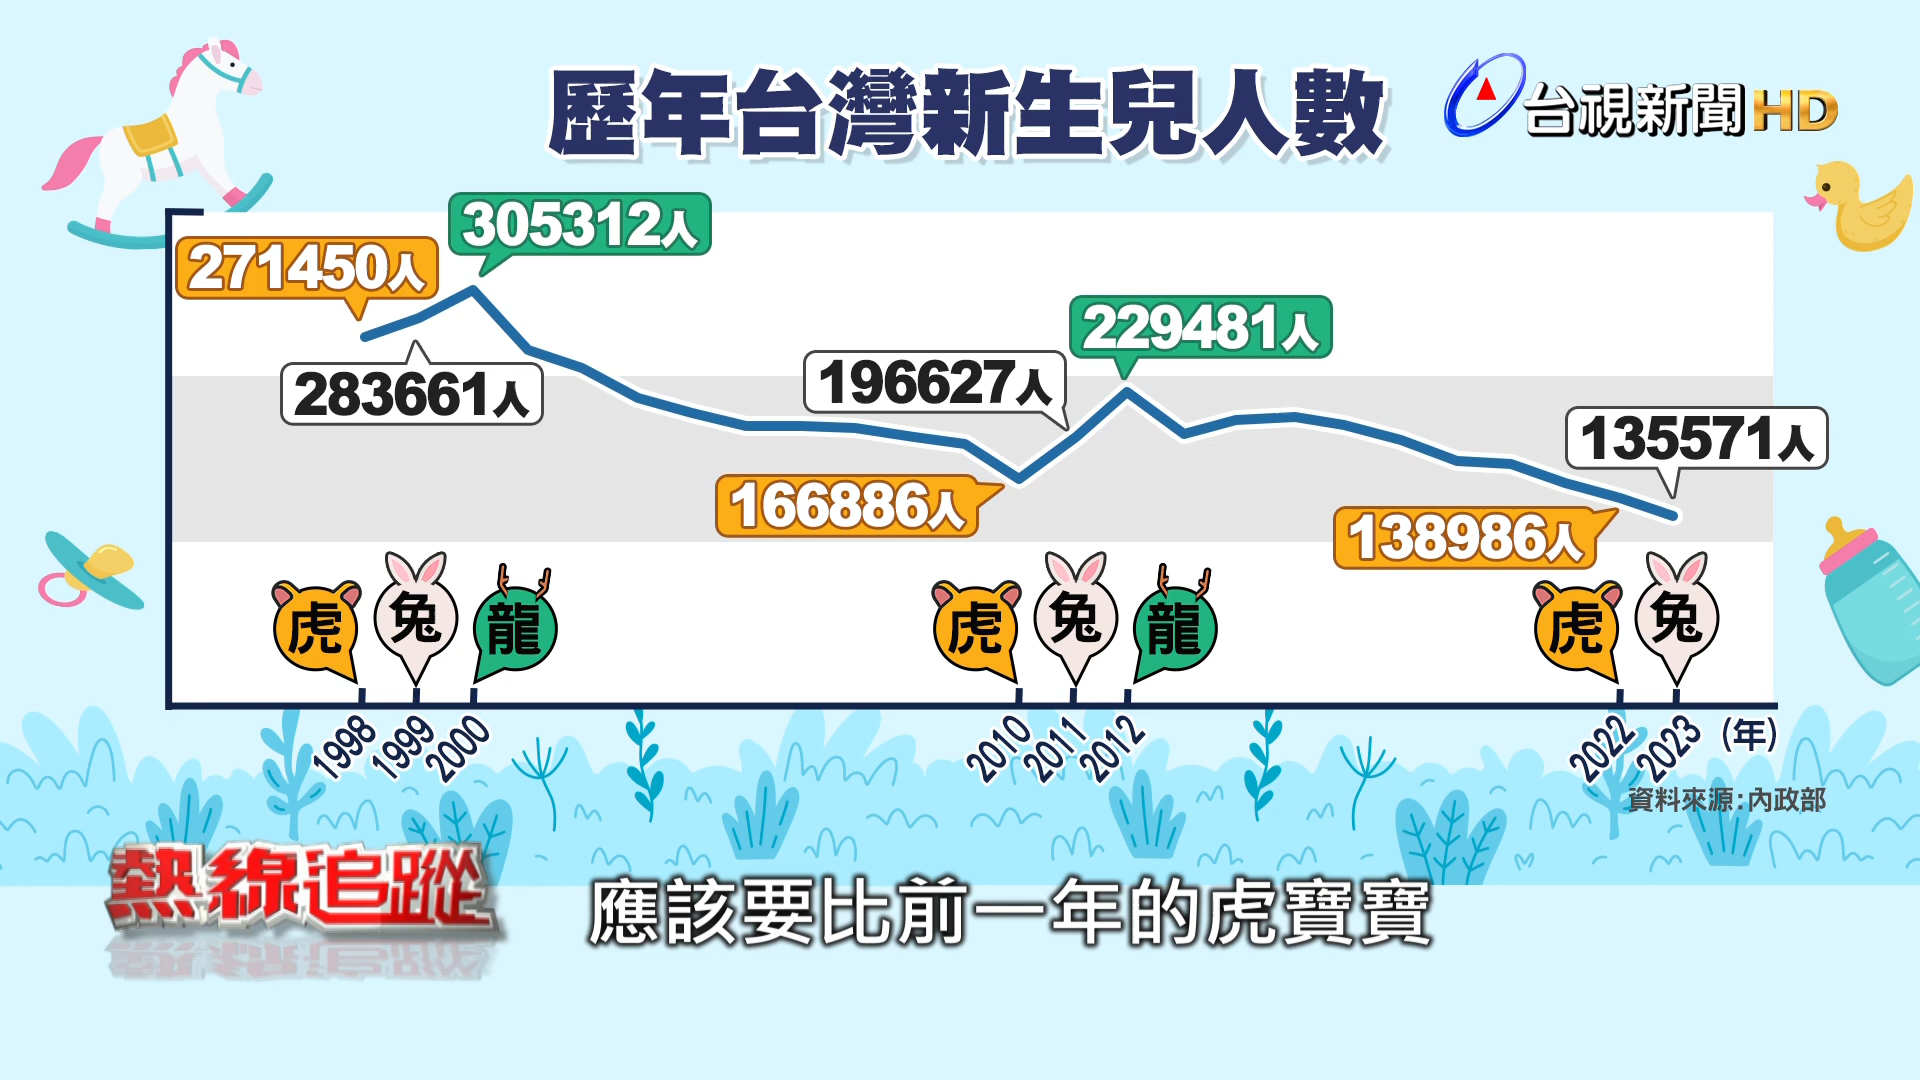 歷年台灣新生兒人數
台視新聞HD
305312人
271450人
229481人
196627人
283661人
135571人
166886人
138986人
虎 兔 龍 虎 兔 龍 虎 兔
1998 1999 2000 2010 2011 2012 2022 2023 (年)
資料來源:內政部
熱線追蹤
應該要比前一年的虎寶寶